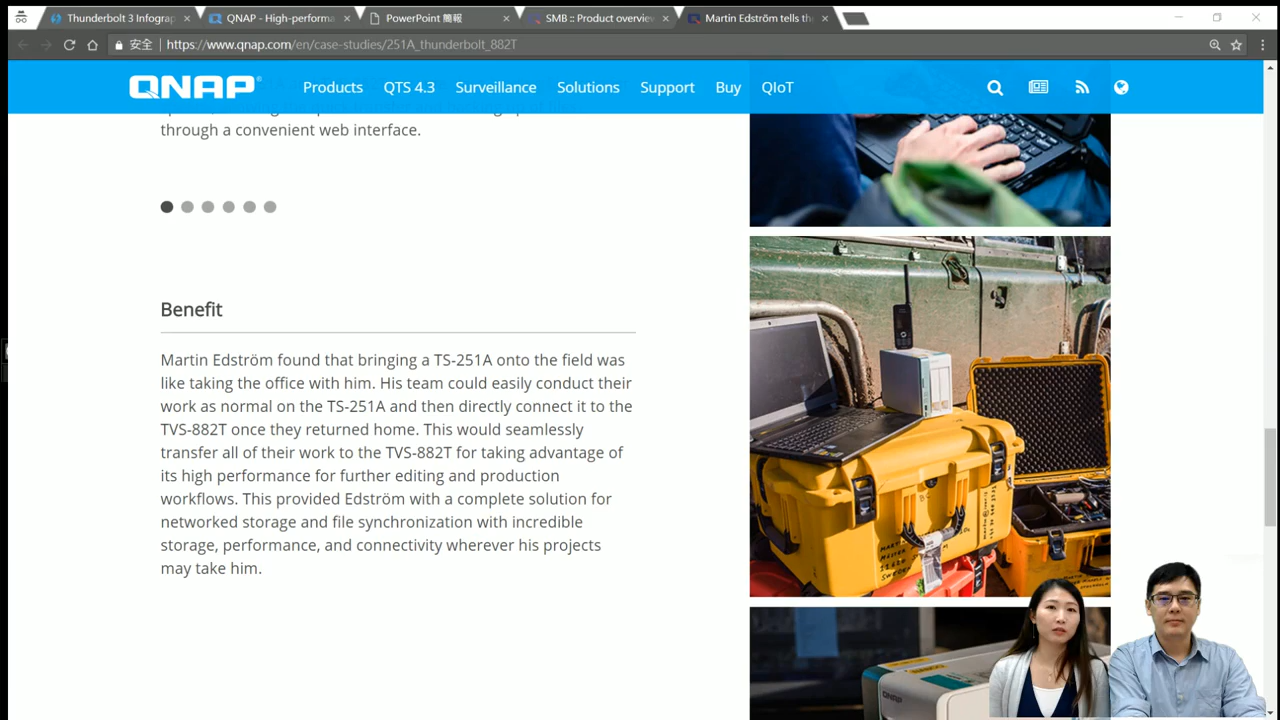 Thunderbolt 3 Infogra
QNAP - High-performa
PowerPoint 簡報
SMB :: Product overvie
Martin Edström tells th
安全
https://www.qnap.com/en/case-studies/251A_thunderbolt_882T
QNAP
Products
QTS 4.3
Surveillance
Solutions
Support
Buy
QIoT
through a convenient web interface.
Benefit
Martin Edström found that bringing a TS-251A onto the field was
like taking the office with him. His team could easily conduct their
work as normal on the TS-251A and then directly connect it to the
TVS-882T once they returned home. This would seamlessly
transfer all of their work to the TVS-882T for taking advantage of
its high performance for further editing and production
workflows. This provided Edström with a complete solution for
networked storage and file synchronization with incredible
storage, performance, and connectivity wherever his projects
may take him.
QNAP